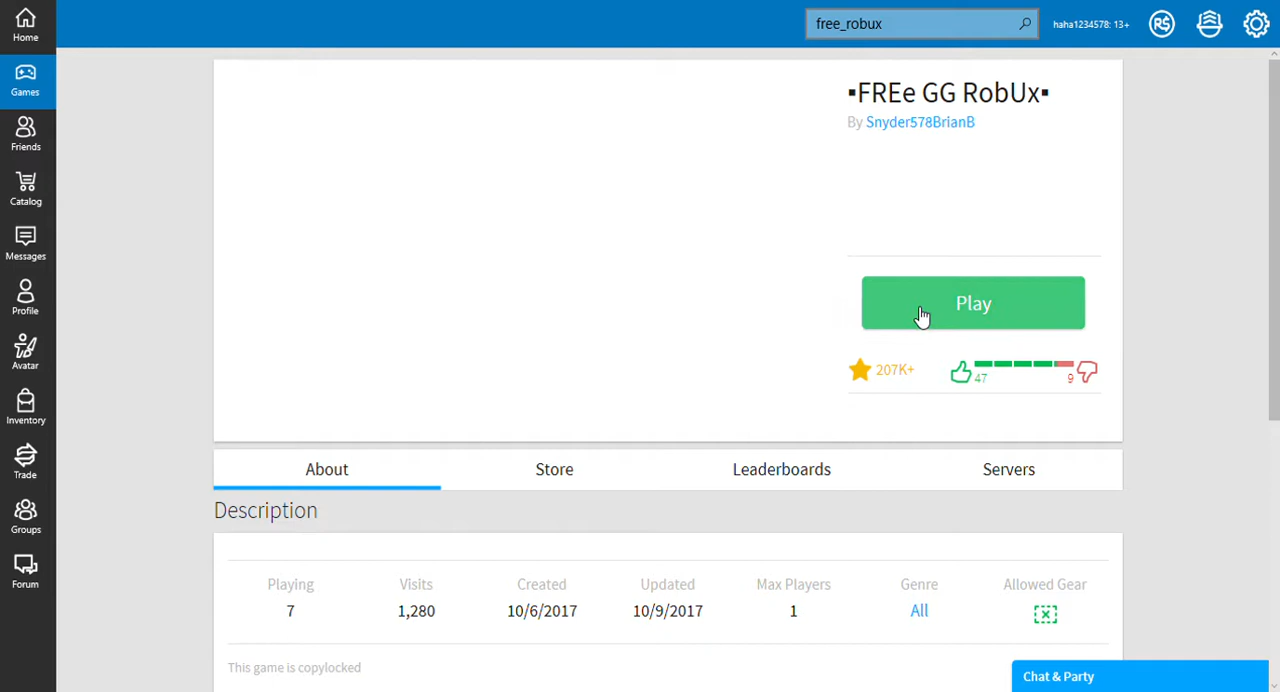 Home
Games
Friends
Catalog
Messages
Profile
Avatar
Inventory
Trade
Groups
Forum
free_robux
haha1234578: 13+
R$
▪FREe GG RobUx▪
By Snyder578BrianB
Play
207K+
47
9
About Store Leaderboards Servers
Description
Playing Visits Created Updated Max Players Genre Allowed Gear
7 1,280 10/6/2017 10/9/2017 1 All
This game is copylocked
Chat & Party